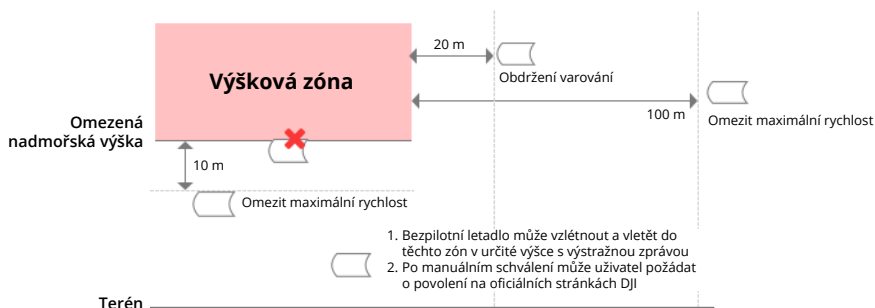 20 m
Obdržení varování
Výšková zóna
100 m
Omezit maximální rychlost
Omezená
nadmořská výška
10 m
Omezit maximální rychlost
1. Bezpilotní letadlo může vzlétnout a vletět do
těchto zón v určité výšce s výstražnou zprávou
2. Po manuálním schválení může uživatel požádat
o povolení na oficiálních stránkách DJI
Terén